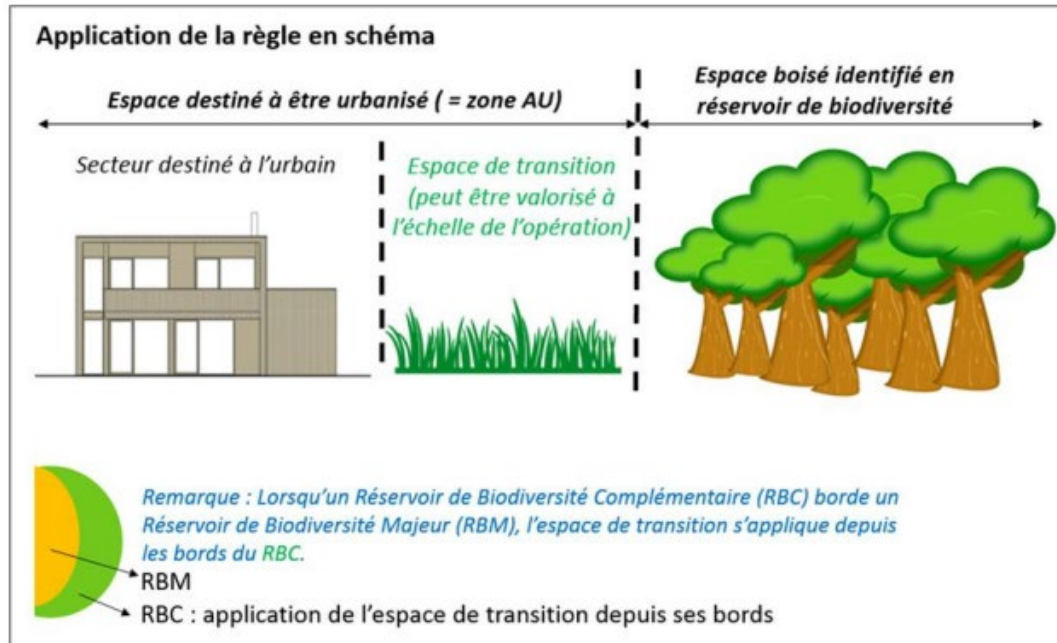 Application de la règle en schéma
Espace destiné à être urbanisé ( = zone AU)
Espace boisé identifié en
réservoir de biodiversité
Secteur destiné à l’urbain
Espace de transition
(peut être valorisé à
l’échelle de l’opération)
Remarque : Lorsqu’un Réservoir de Biodiversité Complémentaire (RBC) borde un
Réservoir de Biodiversité Majeur (RBM), l’espace de transition s’applique depuis
les bords du RBC.
RBM
RBC : application de l’espace de transition depuis ses bords